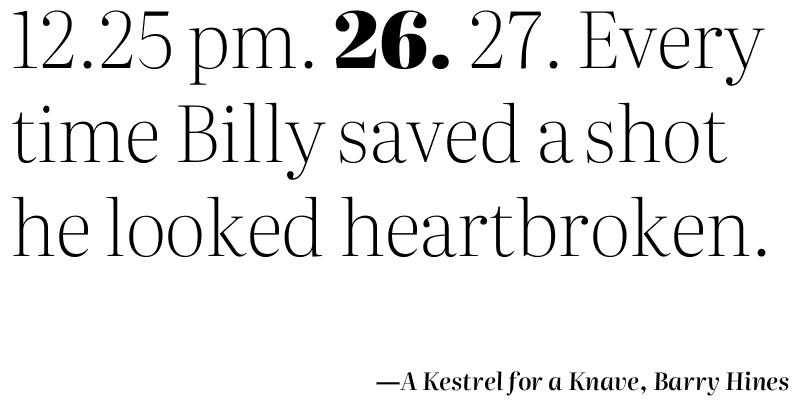 12.25 pm. 26. 27. Every
time Billy saved a shot
he looked heartbroken.
—A Kestrel for a Knave, Barry Hines